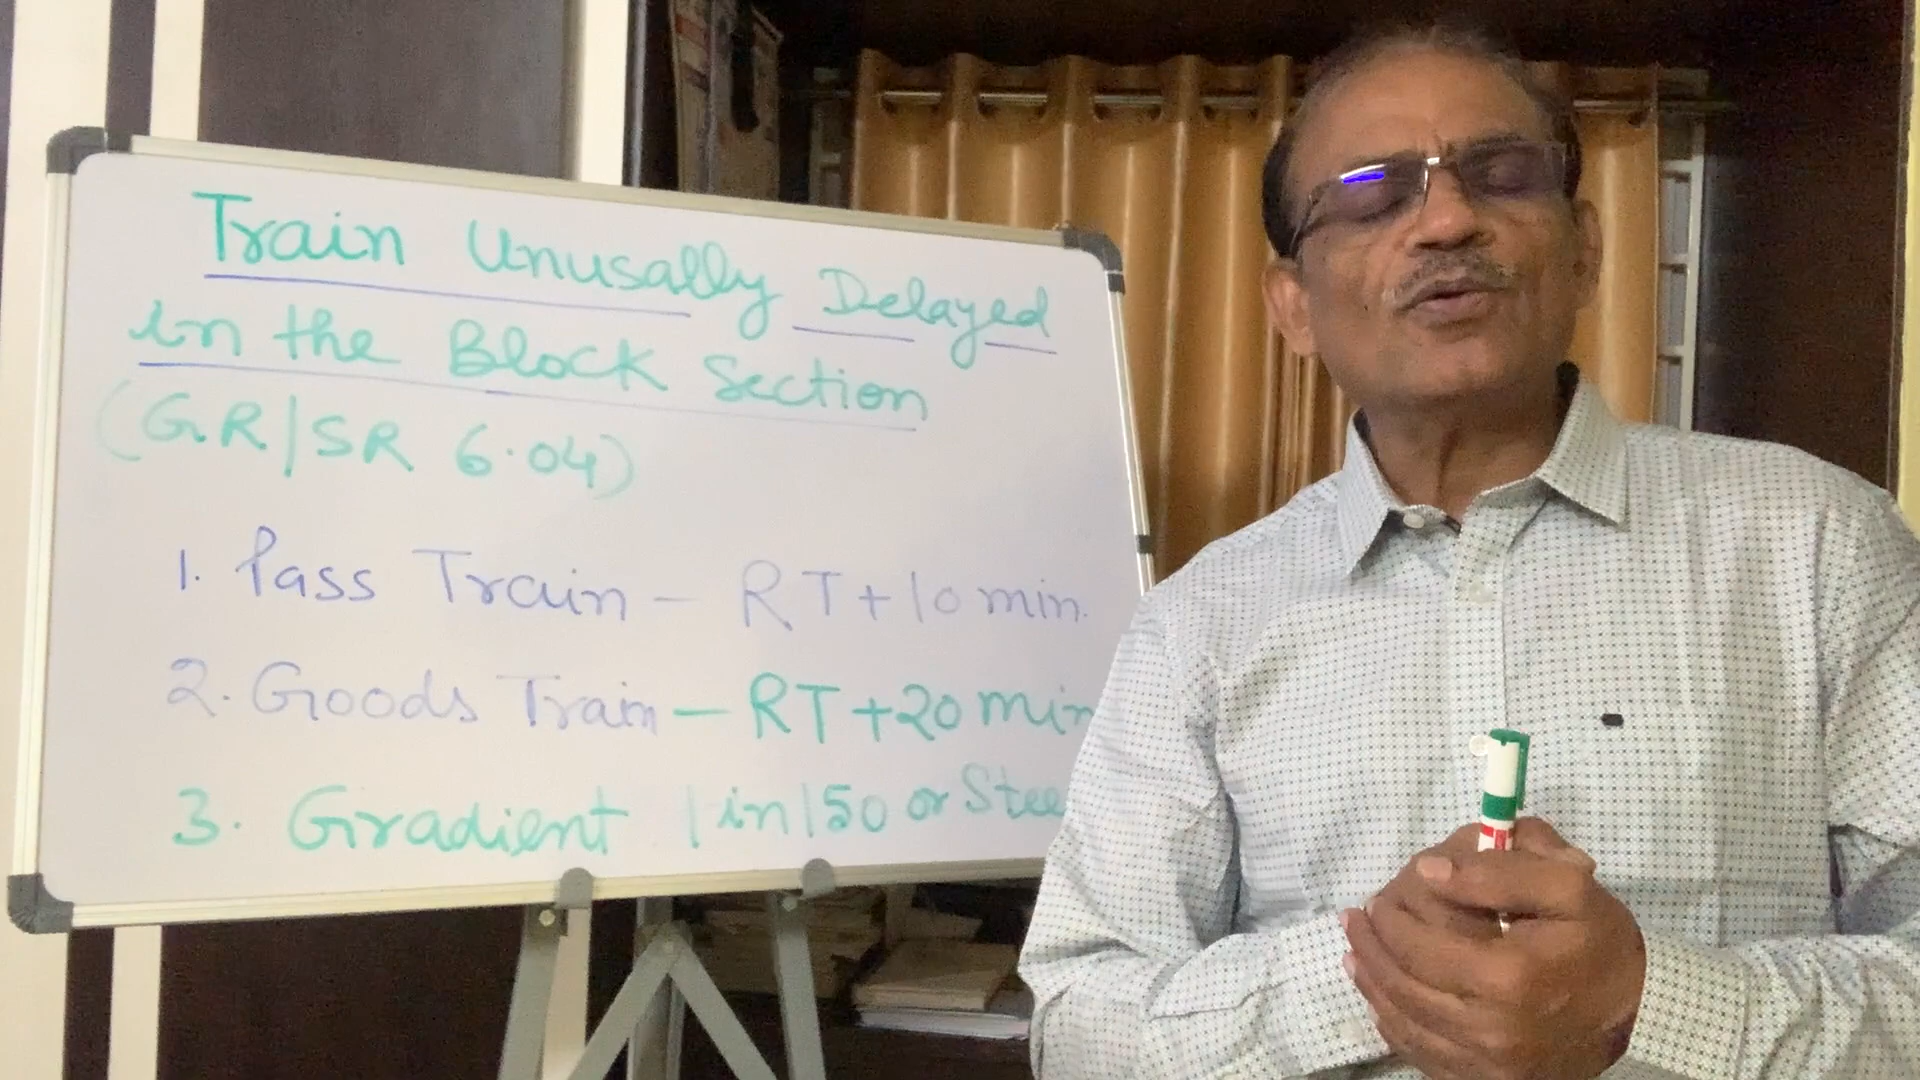 Train Unusally Delayed
in the Block Section
(GR/SR 6.04)
1. Pass Train - RT+10 min.
2. Goods Train - RT+20 min
3. Gradient 1 in 150 or Stee